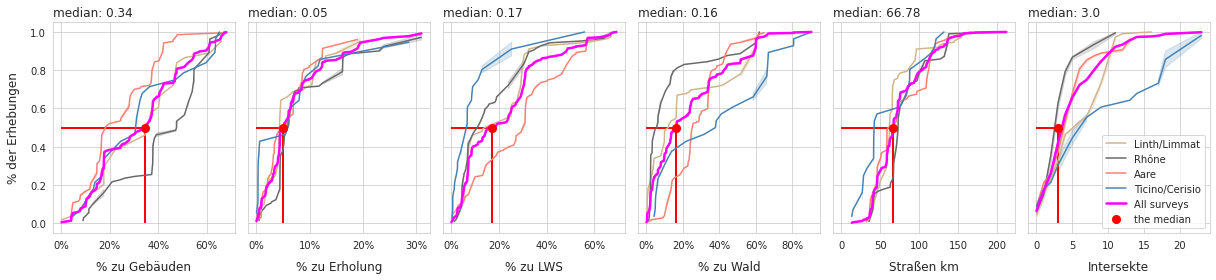 median: 0.34 median: 0.05 median: 0.17 median: 0.16 median: 66.78 median: 3.0
% der Erhebungen
1.0
0.8
0.6
0.4
0.2
0.0
Linth/Limmat
Rhône
Aare
Ticino/Cerisio
All surveys
the median
0% 20% 40% 60% 0% 10% 20% 30% 0% 20% 40% 60% 0% 20% 40% 60% 80% 0 50 100 150 200 0 5 10 15 20
% zu Gebäuden % zu Erholung % zu LWS % zu Wald Straßen km Intersekte